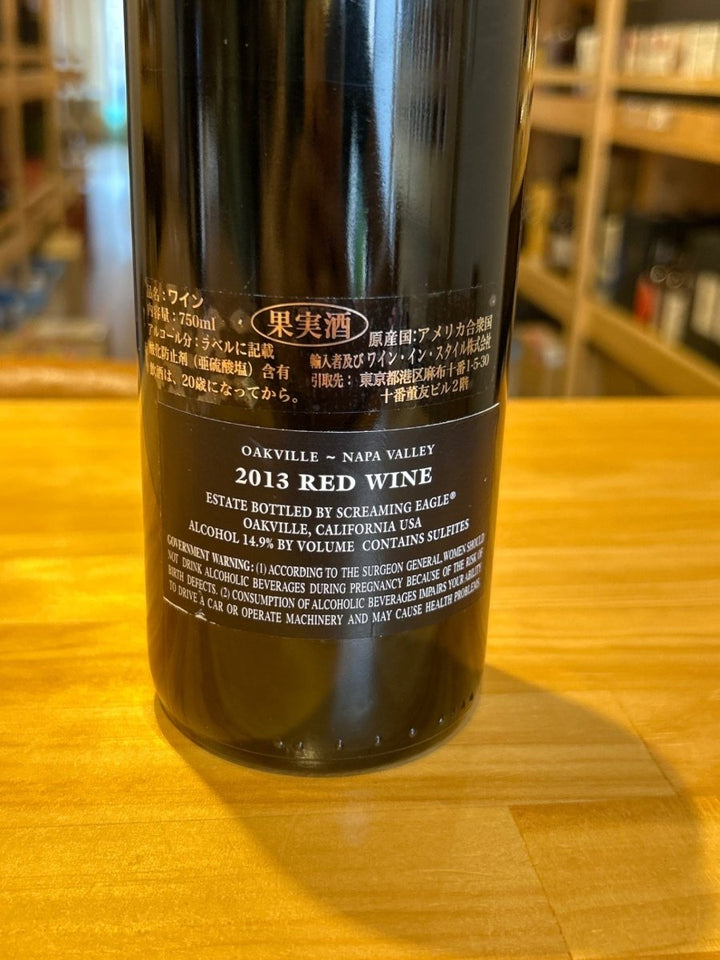 品名:ワイン
内容量:750ml
アルコール分:ラベルに記載
酸化防止剤(亜硫酸塩)含有
飲酒は、20歳になってから。
果実酒
原産国:アメリカ合衆国
輸入者及び ワイン・イン・スタイル株式会社
引取先: 東京都港区麻布十番1-5-30
十番董友ビル2階
OAKVILLE ~ NAPA VALLEY
2013 RED WINE
ESTATE BOTTLED BY SCREAMING EAGLE®
OAKVILLE, CALIFORNIA USA
ALCOHOL 14.9% BY VOLUME CONTAINS SULFITES
GOVERNMENT WARNING: (1) ACCORDING TO THE SURGEON GENERAL, WOMEN SHOULD
NOT DRINK ALCOHOLIC BEVERAGES DURING PREGNANCY BECAUSE OF THE RISK OF
BIRTH DEFECTS. (2) CONSUMPTION OF ALCOHOLIC BEVERAGES IMPAIRS YOUR ABILITY
TO DRIVE A CAR OR OPERATE MACHINERY AND MAY CAUSE HEALTH PROBLEMS.